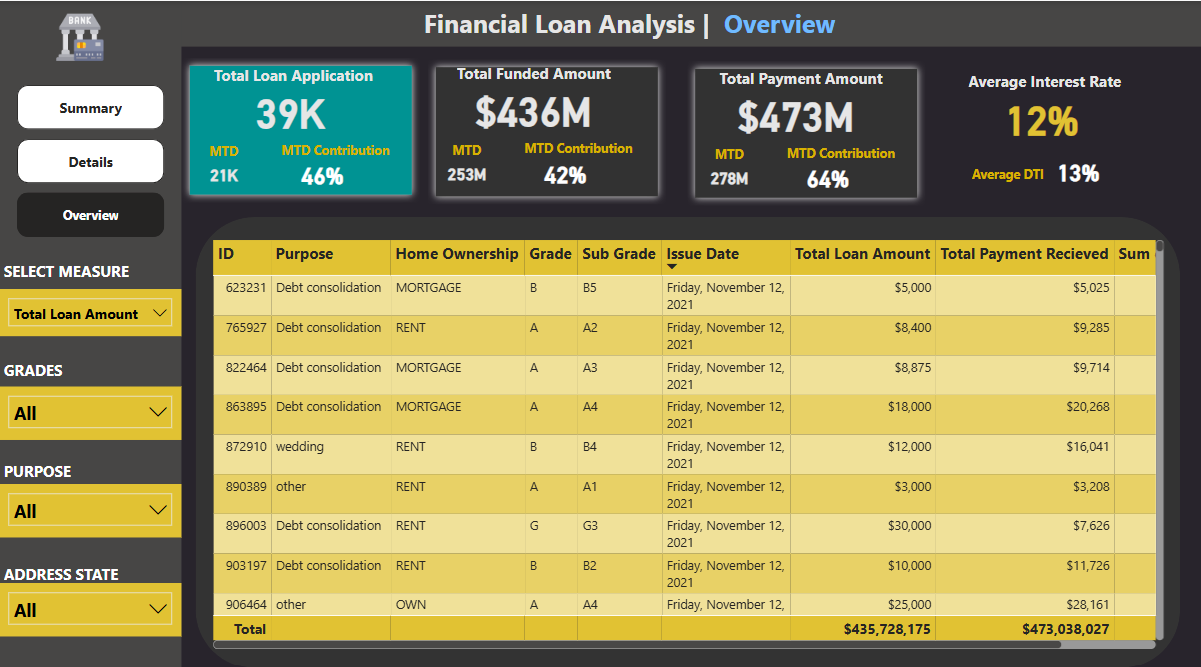 BANK
Financial Loan Analysis | Overview
Summary
Details
Overview
SELECT MEASURE
Total Loan Amount
GRADES
All
PURPOSE
All
ADDRESS STATE
All
Total Loan Application
39K
MTD MTD Contribution
21K 46%
Total Funded Amount
$436M
MTD MTD Contribution
253M 42%
Total Payment Amount
$473M
MTD MTD Contribution
278M 64%
Average Interest Rate
12%
Average DTI 13%
ID Purpose Home Ownership Grade Sub Grade Issue Date Total Loan Amount Total Payment Recieved Sum
623231 Debt consolidation MORTGAGE B B5 Friday, November 12, $5,000 $5,025
2021
765927 Debt consolidation RENT A A2 Friday, November 12, $8,400 $9,285
2021
822464 Debt consolidation MORTGAGE A A3 Friday, November 12, $8,875 $9,714
2021
863895 Debt consolidation MORTGAGE A A4 Friday, November 12, $18,000 $20,268
2021
872910 wedding RENT B B4 Friday, November 12, $12,000 $16,041
2021
890389 other RENT A A1 Friday, November 12, $3,000 $3,208
2021
896003 Debt consolidation RENT G G3 Friday, November 12, $30,000 $7,626
2021
903197 Debt consolidation RENT B B2 Friday, November 12, $10,000 $11,726
2021
906464 other OWN A A4 Friday, November 12, $25,000 $28,161
Total $435,728,175 $473,038,027